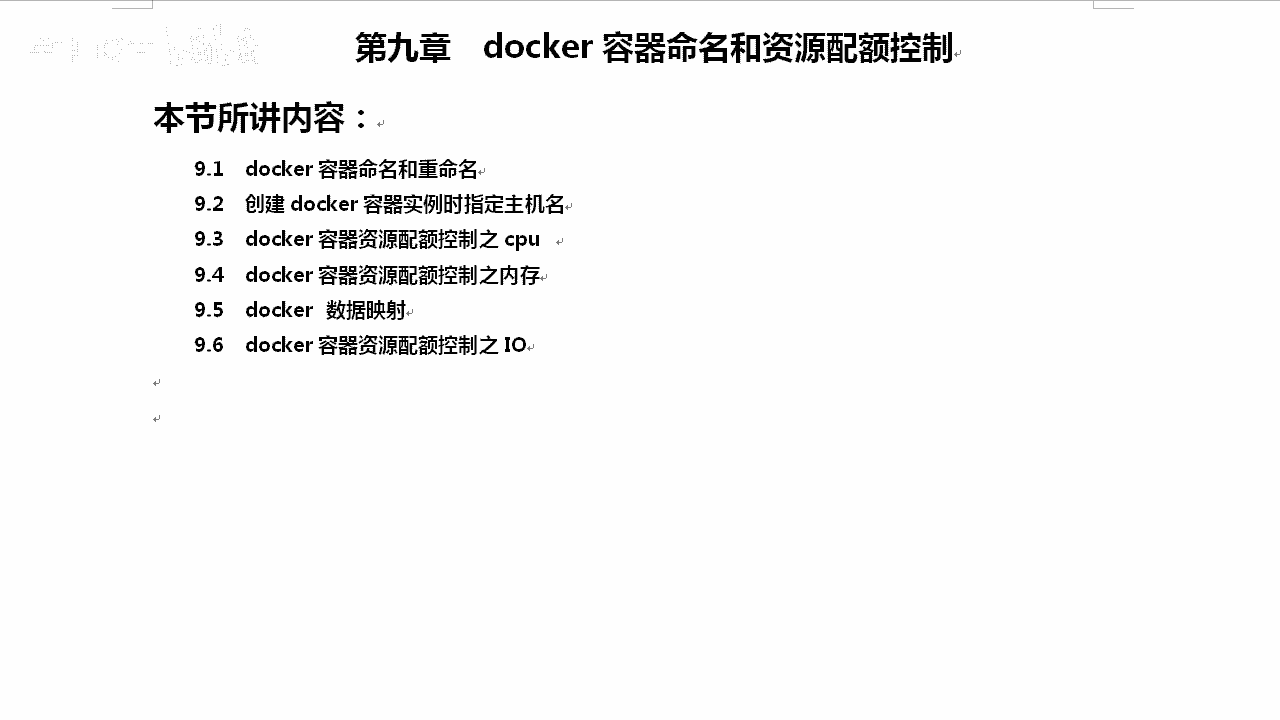 第九章 docker 容器命名和资源配额控制
本节所讲内容：
9.1 docker 容器命名和重命名
9.2 创建 docker 容器实例时指定主机名
9.3 docker 容器资源配额控制之 cpu
9.4 docker 容器资源配额控制之内存
9.5 docker 数据映射
9.6 docker 容器资源配额控制之 IO